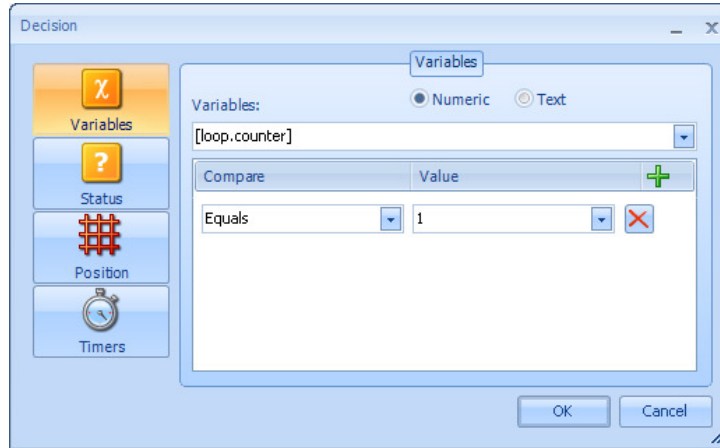 Decision
Variables
Variables
Status
Position
Timers
Variables:
Numeric
Text
[loop.counter]
Compare Value
Equals 1
OK Cancel